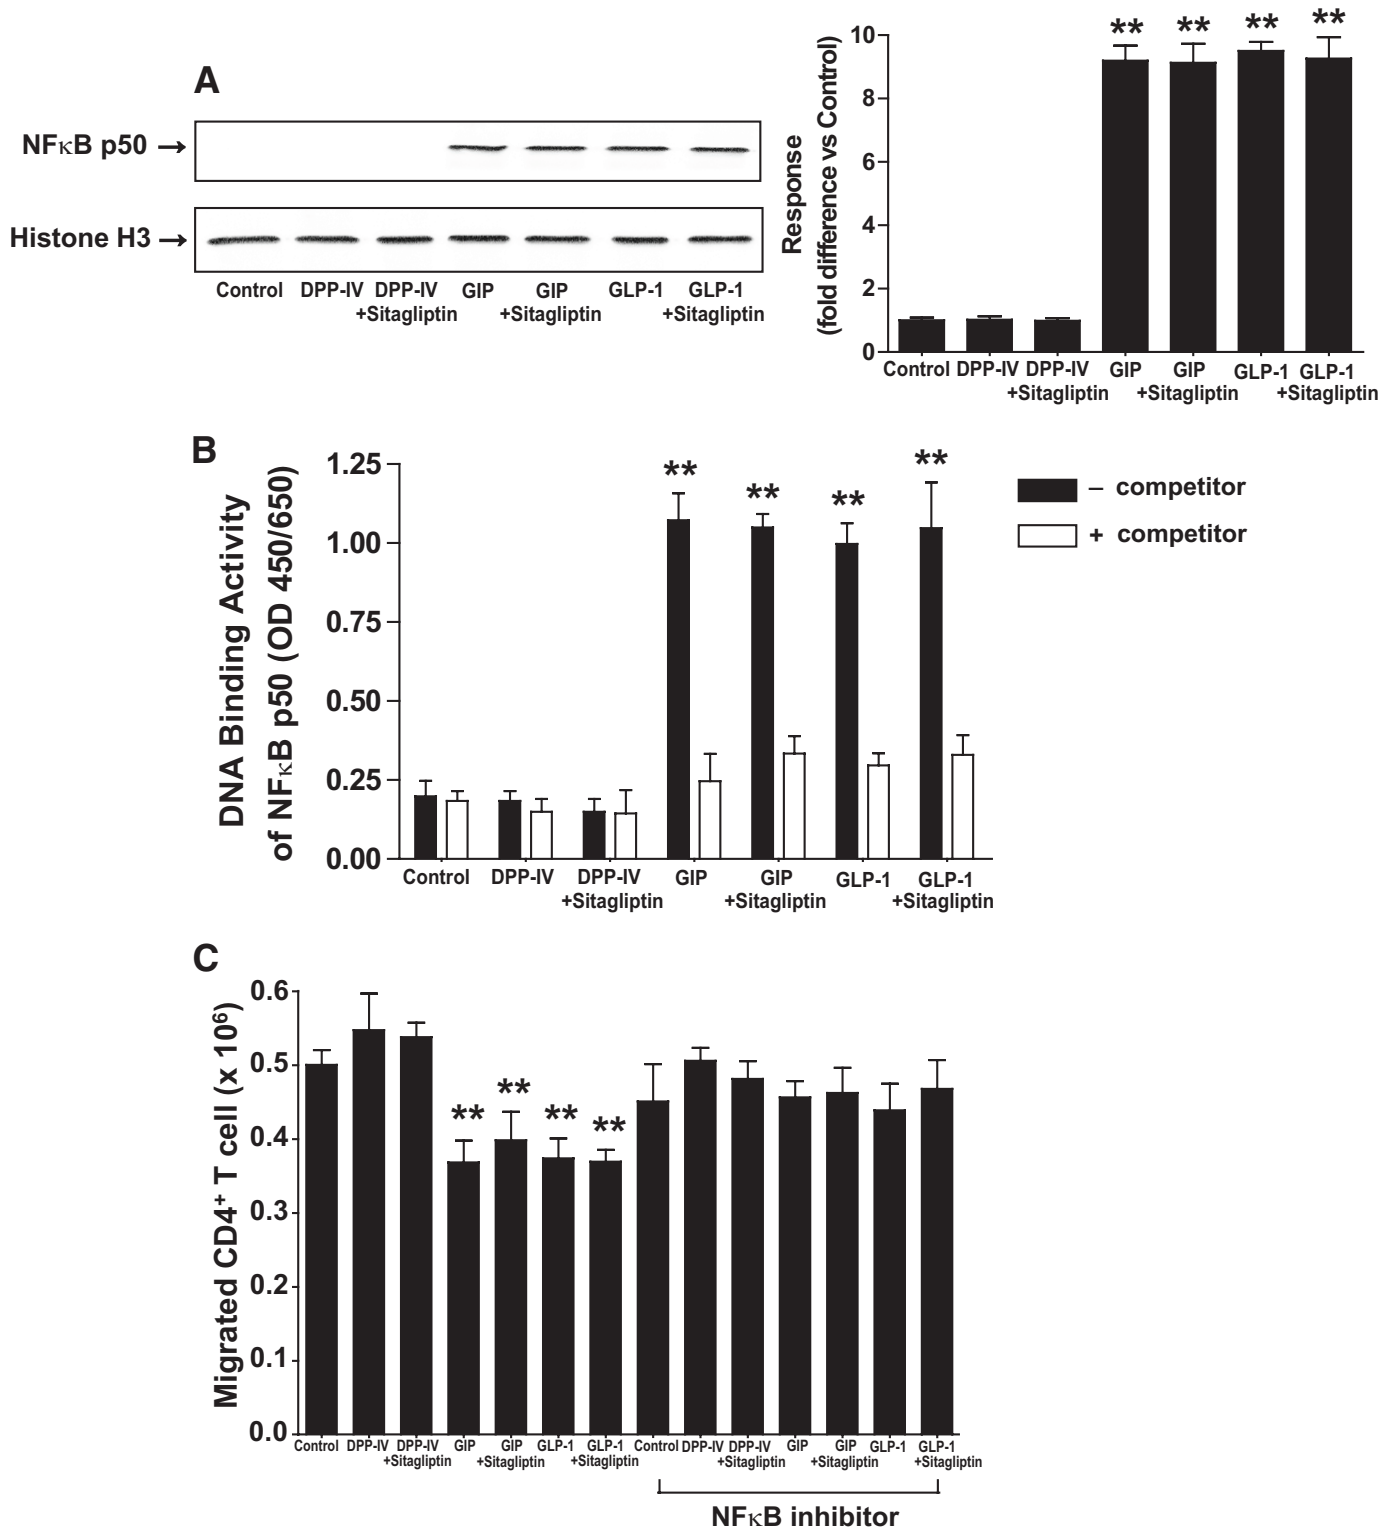 A
NFκB p50 →
Histone H3 →
Control DPP-IV DPP-IV GIP GIP GLP-1 GLP-1
+Sitagliptin +Sitagliptin +Sitagliptin
Response
(fold difference vs Control)
10
8
6
4
2
0
** ** ** **
Control DPP-IV DPP-IV GIP GIP GLP-1 GLP-1
+Sitagliptin +Sitagliptin +Sitagliptin
B
DNA Binding Activity
of NFκB p50 (OD 450/650)
1.25
1.00
0.75
0.50
0.25
0.00
** ** ** **
– competitor
+ competitor
Control DPP-IV DPP-IV GIP GIP GLP-1 GLP-1
+Sitagliptin +Sitagliptin +Sitagliptin
C
Migrated CD4⁺ T cell (x 10⁶)
0.6
0.5
0.4
0.3
0.2
0.1
0.0
** ** ** **
Control DPP-IV DPP-IV GIP GIP GLP-1 GLP-1 Control DPP-IV DPP-IV GIP GIP GLP-1 GLP-1
+Sitagliptin +Sitagliptin +Sitagliptin +Sitagliptin +Sitagliptin +Sitagliptin
NFκB inhibitor